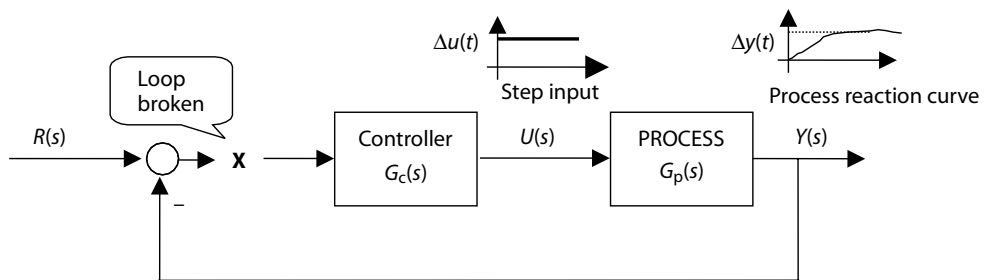 Δu(t)
Step input
Δy(t)
Process reaction curve
Loop
broken
R(s)
–
X
Controller
Gc(s)
U(s)
PROCESS
Gp(s)
Y(s)